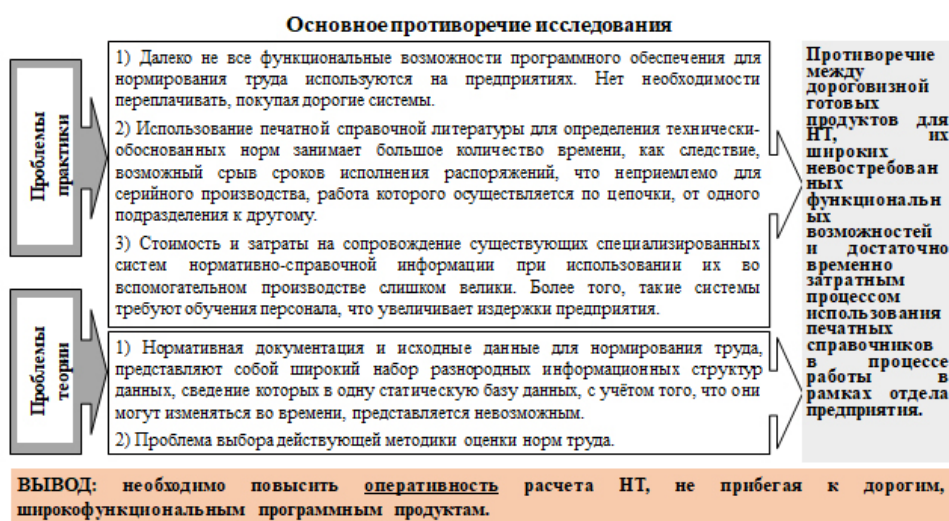 Основное противоречие исследования
Проблемы
практики
1) Далеко не все функциональные возможности программного обеспечения для
нормирования труда используются на предприятиях. Нет необходимости
переплачивать, покупая дорогие системы.
2) Использование печатной справочной литературы для определения технически-
обоснованных норм занимает большое количество времени, как следствие,
возможный срыв сроков исполнения распоряжений, что неприемлемо для
серийного производства, работа которого осуществляется по цепочки, от одного
подразделения к другому.
3) Стоимость и затраты на сопровождение существующих специализированных
систем нормативно-справочной информации при использовании их во
вспомогательном производстве слишком велики. Более того, такие системы
требуют обучения персонала, что увеличивает издержки предприятия.
Проблемы
теории
1) Нормативная документация и исходные данные для нормирования труда,
представляют собой широкий набор разнородных информационных структур
данных, сведение которых в одну статическую базу данных, с учётом того, что они
могут изменяться во времени, представляется невозможным.
2) Проблема выбора действующей методики оценки норм труда.
Противоречие
между
дороговизной
готовых
продуктов для
НТ, их
широких
невостребован
ных
функциональн
ых
возможностей
и достаточно
временно
затратным
процессом
использования
печатных
справочников
в процессе
работы в
рамках отдела
предприятия.
ВЫВОД: необходимо повысить оперативность расчета НТ, не прибегая к дорогим,
широкофункциональным программным продуктам.